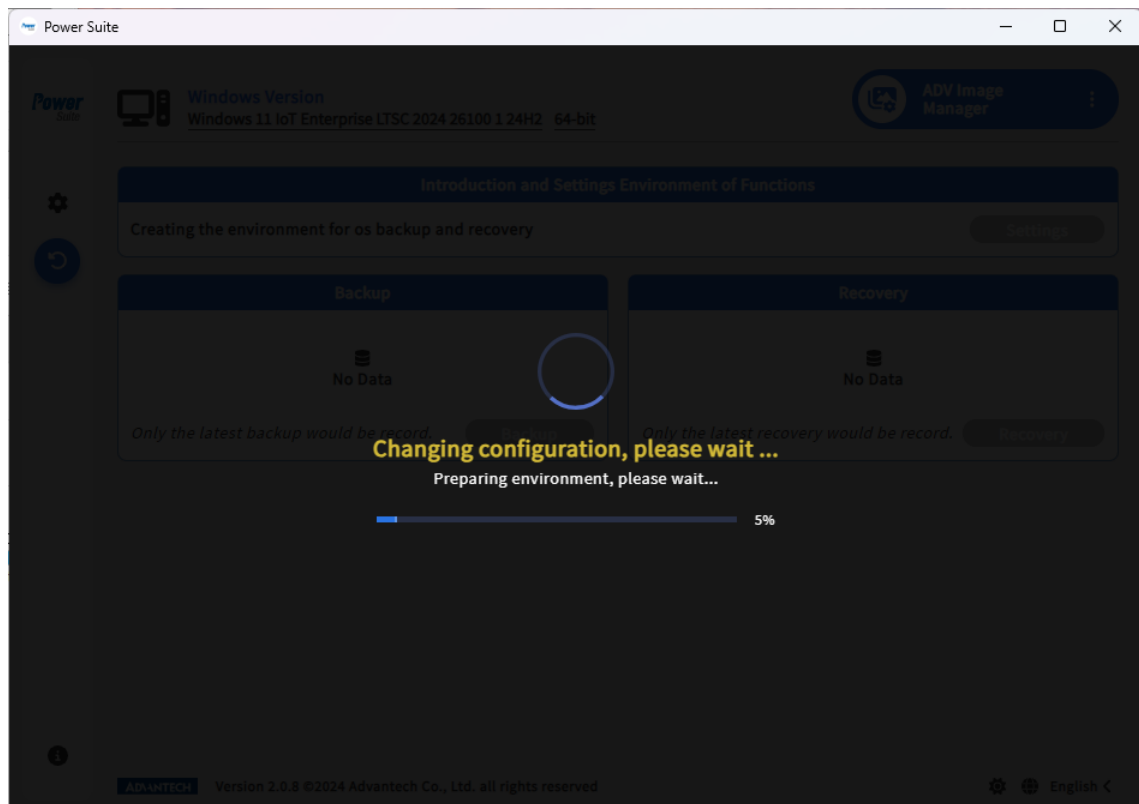 Power Suite
Power
Suite
Windows Version
Windows 11 IoT Enterprise LTSC 2024 26100 1 24H2 64-bit
ADV Image
Manager
Introduction and Settings Environment of Functions
Creating the environment for os backup and recovery
Settings
Backup
Recovery
No Data
No Data
Only the latest backup would be record.
Backup
Only the latest recovery would be record.
Recovery
Changing configuration, please wait ...
Preparing environment, please wait...
5%
ADVANTECH Version 2.0.8 ©2024 Advantech Co., Ltd. all rights reserved
English